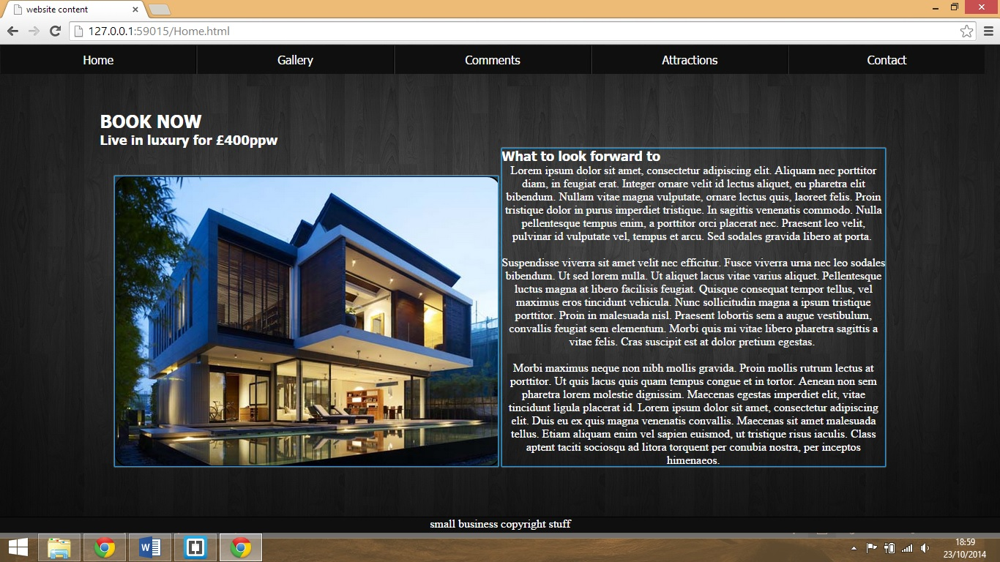 website content
127.0.0.1:59015/Home.html
Home
Gallery
Comments
Attractions
Contact
BOOK NOW
Live in luxury for £400ppw
What to look forward to
Lorem ipsum dolor sit amet, consectetur adipiscing elit. Aliquam nec porttitor
diam, in feugiat erat. Integer ornare velit id lectus aliquet, eu pharetra elit
bibendum. Nullam vitae magna vulputate, ornare lectus quis, laoreet felis. Proin
tristique dolor in purus imperdiet tristique. In sagittis venenatis commodo. Nulla
pellentesque tempus enim, a porttitor orci placerat nec. Praesent leo velit,
pulvinar id vulputate vel, tempus et arcu. Sed sodales gravida libero at porta.
Suspendisse viverra sit amet velit nec efficitur. Fusce viverra urna nec leo sodales
bibendum. Ut sed lorem nulla. Ut aliquet lacus vitae varius aliquet. Pellentesque
luctus magna at libero facilisis feugiat. Quisque consequat tempor tellus, vel
maximus eros tincidunt vehicula. Nunc sollicitudin magna a ipsum tristique
porttitor. Proin in malesuada nisl. Praesent lobortis sem a augue vestibulum,
convallis feugiat sem elementum. Morbi quis mi vitae libero pharetra sagittis a
vitae felis. Cras suscipit est at dolor pretium egestas.
Morbi maximus neque non nibh mollis gravida. Proin mollis rutrum lectus at
porttitor. Ut quis lacus quis quam tempus congue et in tortor. Aenean non sem
pharetra lorem molestie dignissim. Maecenas egestas imperdiet elit, vitae
tincidunt ligula placerat id. Lorem ipsum dolor sit amet, consectetur adipiscing
elit. Duis eu ex quis magna venenatis convallis. Maecenas sit amet malesuada
tellus. Etiam aliquam enim vel sapien euismod, ut tristique risus iaculis. Class
aptent taciti sociosqu ad litora torquent per conubia nostra, per inceptos
himenaeos.
small business copyright stuff
18:59
23/10/2014